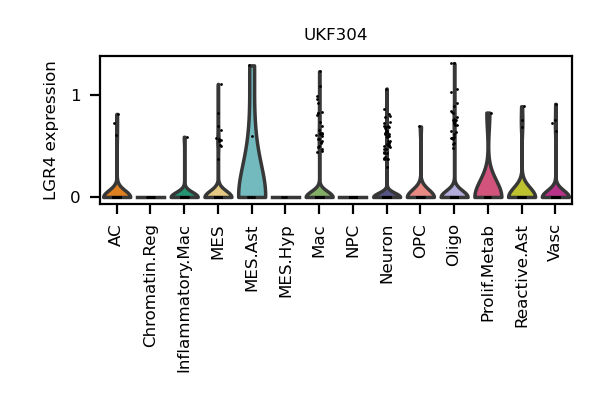 UKF304
LGR4 expression
1
0
AC
Chromatin.Reg
Inflammatory.Mac
MES
MES.Ast
MES.Hyp
Mac
NPC
Neuron
OPC
Oligo
Prolif.Metab
Reactive.Ast
Vasc